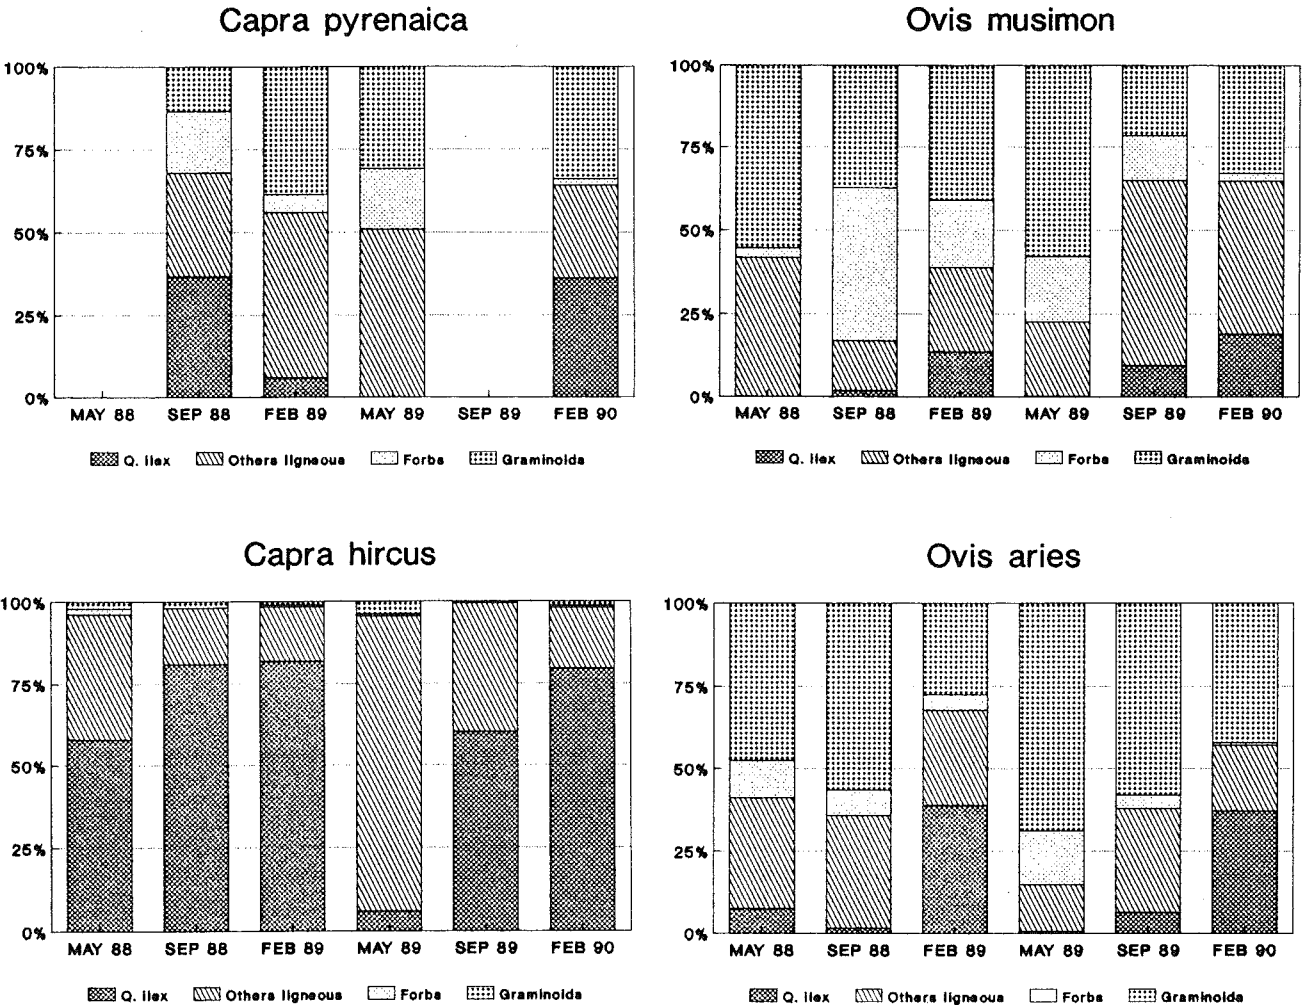 Capra pyrenaica
100%
75%
50%
25%
0%
MAY 88 SEP 88 FEB 89 MAY 89 SEP 89 FEB 90
Q. ilex Others ligneous Forbs Graminoids
Ovis musimon
100%
75%
50%
25%
0%
MAY 88 SEP 88 FEB 89 MAY 89 SEP 89 FEB 90
Q. ilex Others ligneous Forbs Graminoids
Capra hircus
100%
75%
50%
25%
0%
MAY 88 SEP 88 FEB 89 MAY 89 SEP 89 FEB 90
Q. ilex Others ligneous Forbs Graminoids
Ovis aries
100%
75%
50%
25%
0%
MAY 88 SEP 88 FEB 89 MAY 89 SEP 89 FEB 90
Q. ilex Others ligneous Forbs Graminoids